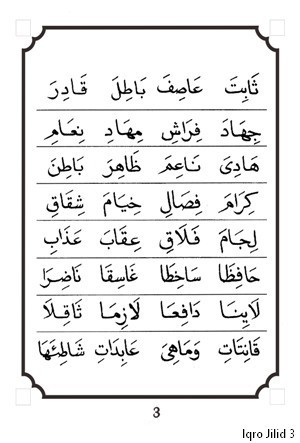 ثَابِتَ عَاصِفَ بَاطِلَ قَادِرَ
جِهَادَ فِرَاشِ مِهَادِ نِعَامِ
هَادِىَ نَاعِمَ ظَاهِرَ بَاطِنَ
كِرَامَ فِصَالِ خِيَامَ شِقَاقِ
لِجَامَ فَلَاقِ عِقَابَ عَذَابِ
حَافِظًا سَاخِطًا غَاسِقًا نَاضِرَا
لَايِنَا دَافِعَا لَازِمَا ثَاقِلَا
قَانِتَاتِ وَمَاهِىَ عَابِدَاتِ شَاطِئِهَا
3
Iqro Jilid 3